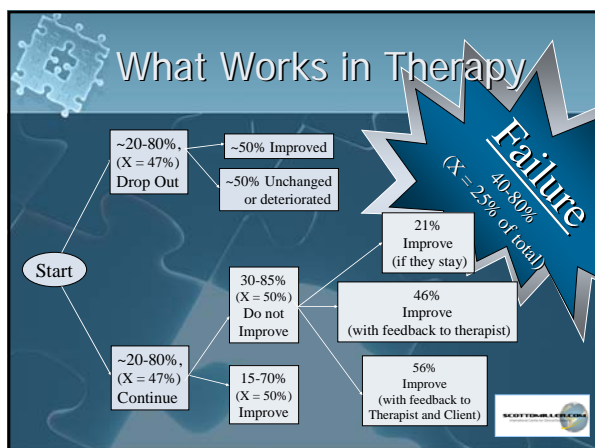 What Works in Therapy
~20-80%,
(X = 47%)
Drop Out
~50% Improved
~50% Unchanged
or deteriorated
Failure
40-80%
(X = 25% of total)
Start
21%
Improve
(if they stay)
30-85%
(X = 50%)
Do not
Improve
46%
Improve
(with feedback to therapist)
~20-80%,
(X = 47%)
Continue
15-70%
(X = 50%)
Improve
56%
Improve
(with feedback to
Therapist and Client)
SCOTTDMILLER.COM